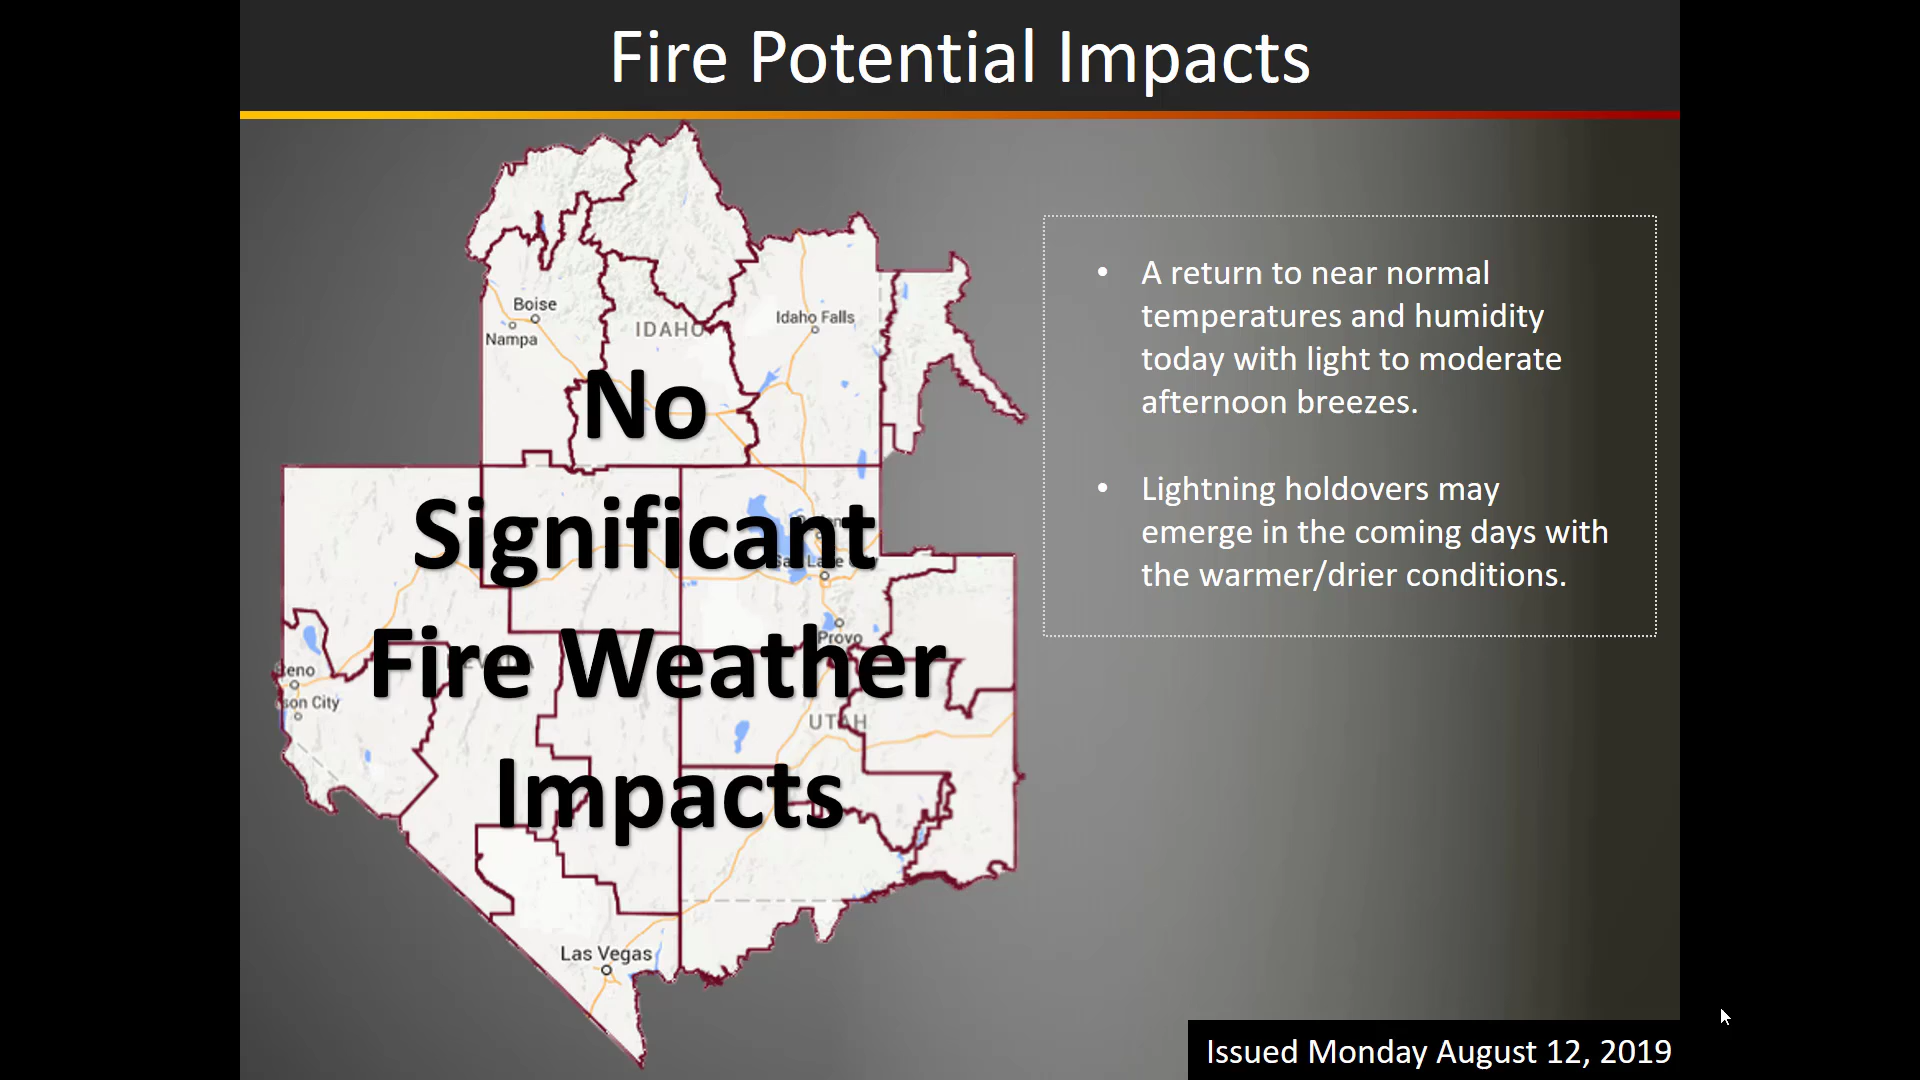 Fire Potential Impacts
Boise
Nampa
IDAHO
Idaho Falls
No
Significant
Fire Weather
Impacts
Provo
UTAH
son City
Las Vegas
• A return to near normal
temperatures and humidity
today with light to moderate
afternoon breezes.
• Lightning holdovers may
emerge in the coming days with
the warmer/drier conditions.
Issued Monday August 12, 2019